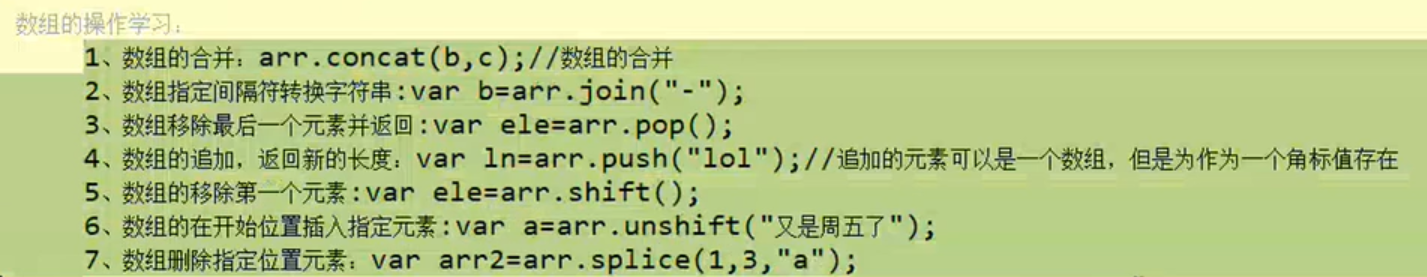 数组的操作学习:
1、数组的合并: arr.concat(b,c);//数组的合并
2、数组指定间隔符转换字符串:var b=arr.join("-");
3、数组移除最后一个元素并返回:var ele=arr.pop();
4、数组的追加, 返回新的长度: var ln=arr.push("lol");//追加的元素可以是一个数组, 但是为作为一个角标值存在
5、数组的移除第一个元素:var ele=arr.shift();
6、数组的在开始位置插入指定元素:var a=arr.unshift("又是周五了");
7、数组删除指定位置元素: var arr2=arr.splice(1,3,"a");